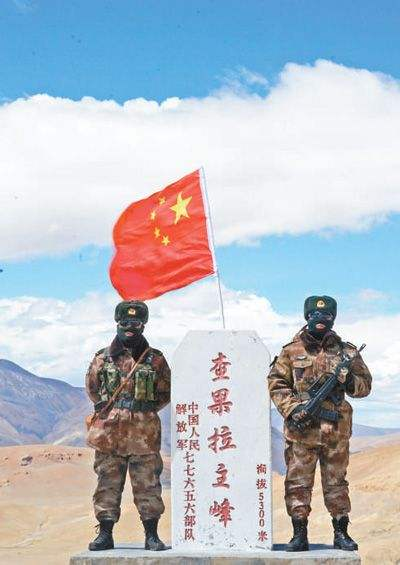 海拔5300米
查果拉主峰
中国人民
解放军
七七六五六部队